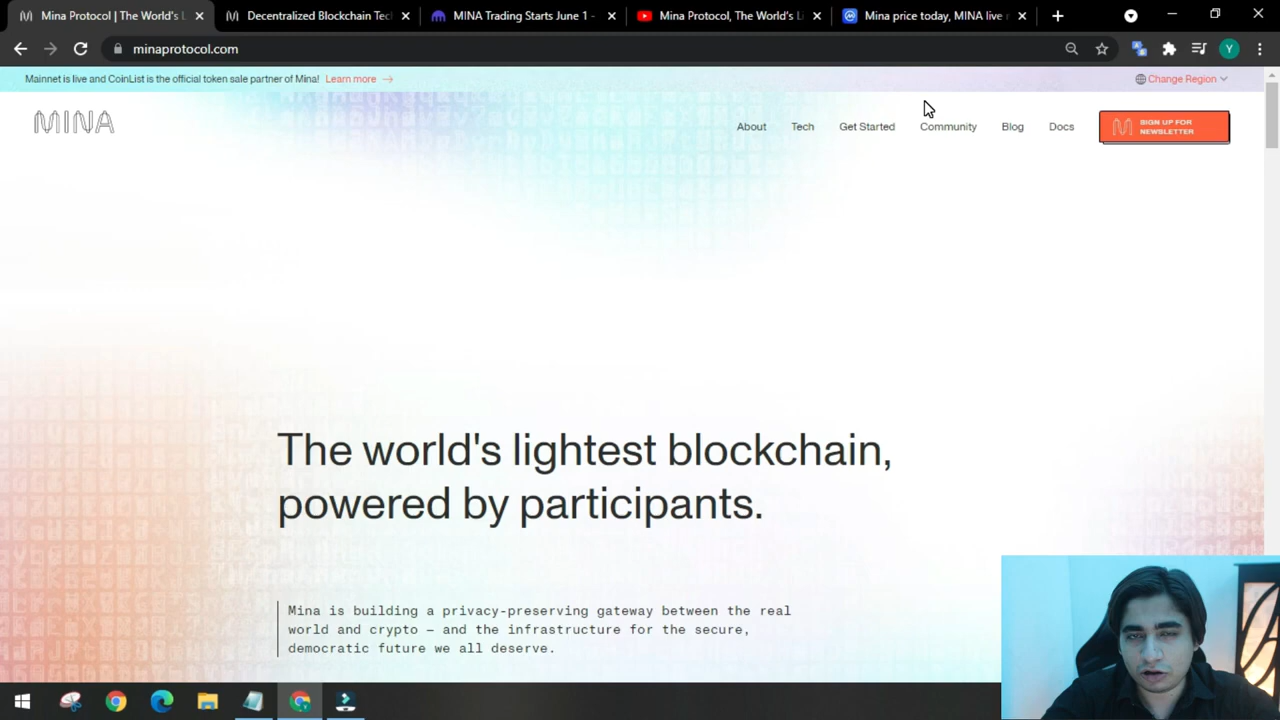 Mina Protocol | The World's L
Decentralized Blockchain Tec
MINA Trading Starts June 1 -
Mina Protocol, The World's Li
Mina price today, MINA live
minaprotocol.com
Y
Mainnet is live and CoinList is the official token sale partner of Mina! Learn more →
Change Region
MINA
About
Tech
Get Started
Community
Blog
Docs
SIGN UP FOR
NEWSLETTER
The world's lightest blockchain,
powered by participants.
Mina is building a privacy-preserving gateway between the real
world and crypto — and the infrastructure for the secure,
democratic future we all deserve.